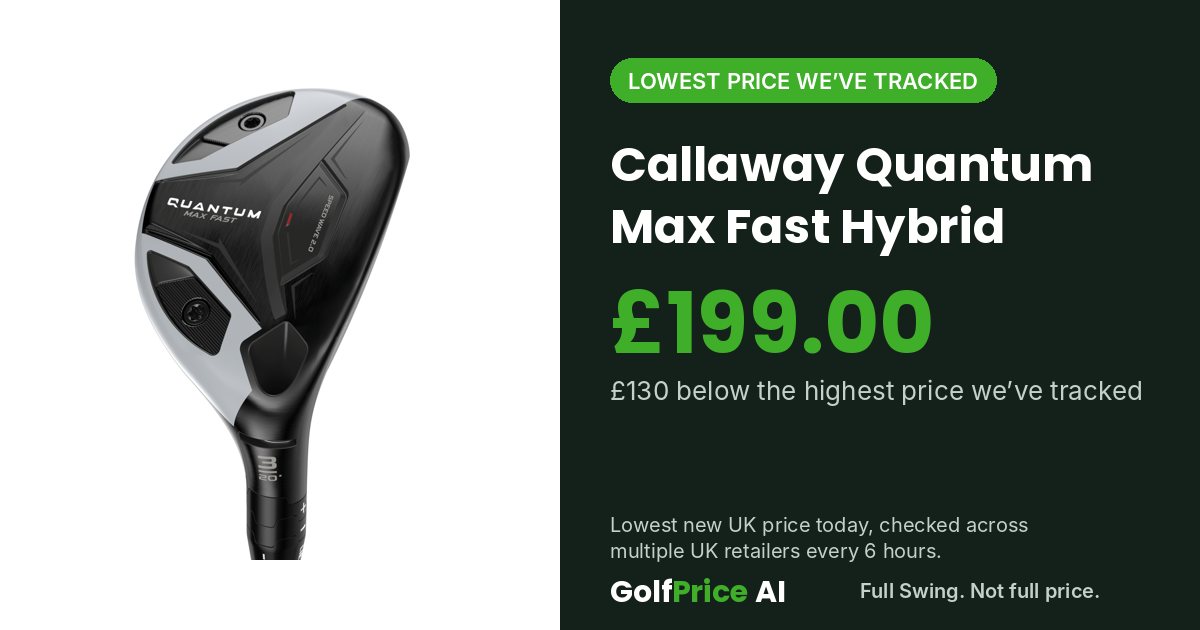 QUANTUM
MAX FAST
SPEED WAVE 2.0
LOWEST PRICE WE’VE TRACKED
Callaway Quantum
Max Fast Hybrid
£199.00
£130 below the highest price we’ve tracked
Lowest new UK price today, checked across
multiple UK retailers every 6 hours.
GolfPrice AI
Full Swing. Not full price.